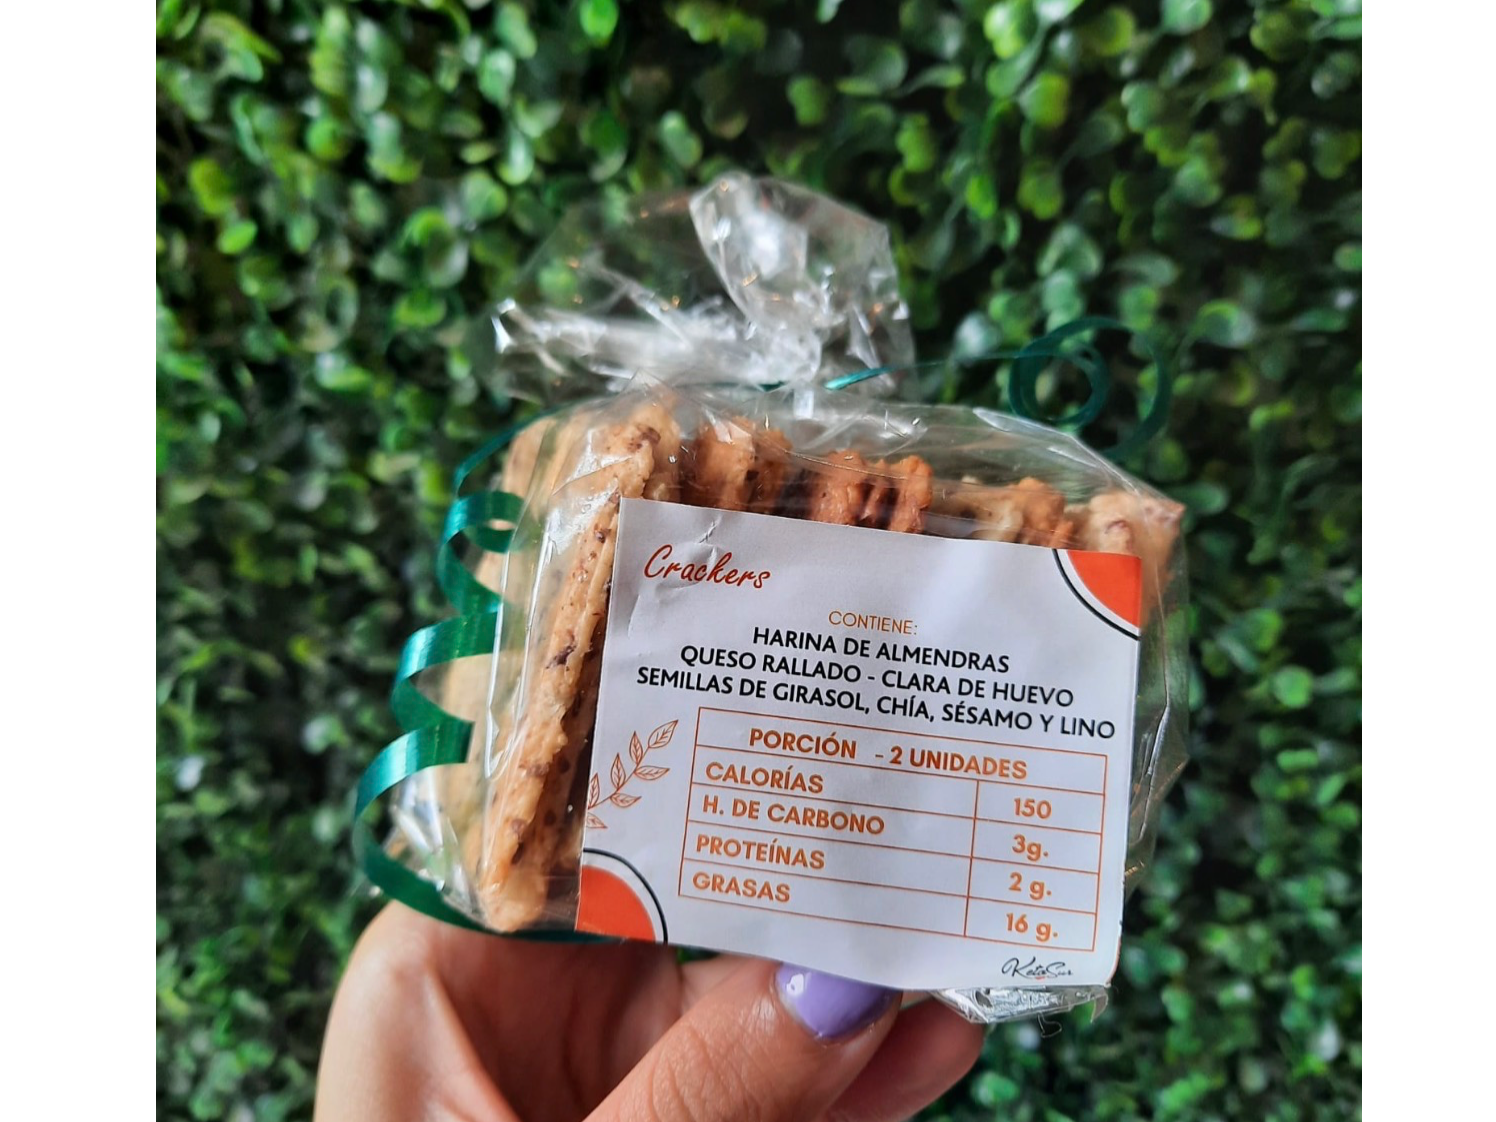 Crackers
CONTIENE:
HARINA DE ALMENDRAS
QUESO RALLADO - CLARA DE HUEVO
SEMILLAS DE GIRASOL, CHÍA, SÉSAMO Y LINO
PORCIÓN - 2 UNIDADES
CALORÍAS 150
H. DE CARBONO 3g.
PROTEÍNAS 2 g.
GRASAS 16 g.
KetoSur